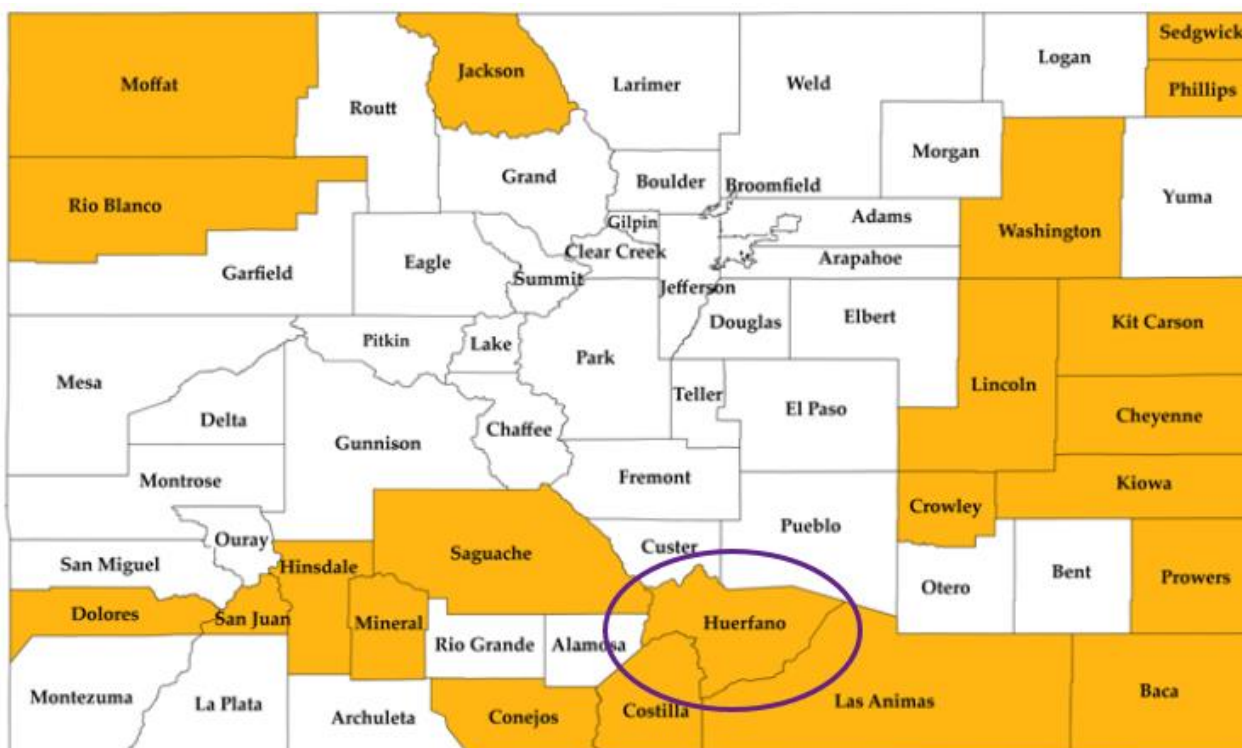 Sedgwick
Logan
Jackson
Moffat
Larimer
Weld
Phillips
Routt
Morgan
Grand
Boulder
Broomfield
Yuma
Rio Blanco
Gilpin
Adams
Washington
Clear Creek
Arapahoe
Eagle
Garfield
Summit
Jefferson
Elbert
Kit Carson
Douglas
Pitkin
Lake
Park
Mesa
Lincoln
Teller
El Paso
Cheyenne
Delta
Chaffee
Gunnison
Fremont
Montrose
Kiowa
Crowley
Pueblo
Ouray
Saguache
Custer
San Miguel
Hinsdale
Bent
Prowers
Otero
Dolores
San Juan
Mineral
Huerfano
Rio Grande
Alamosa
Montezuma
La Plata
Baca
Las Animas
Costilla
Conejos
Archuleta